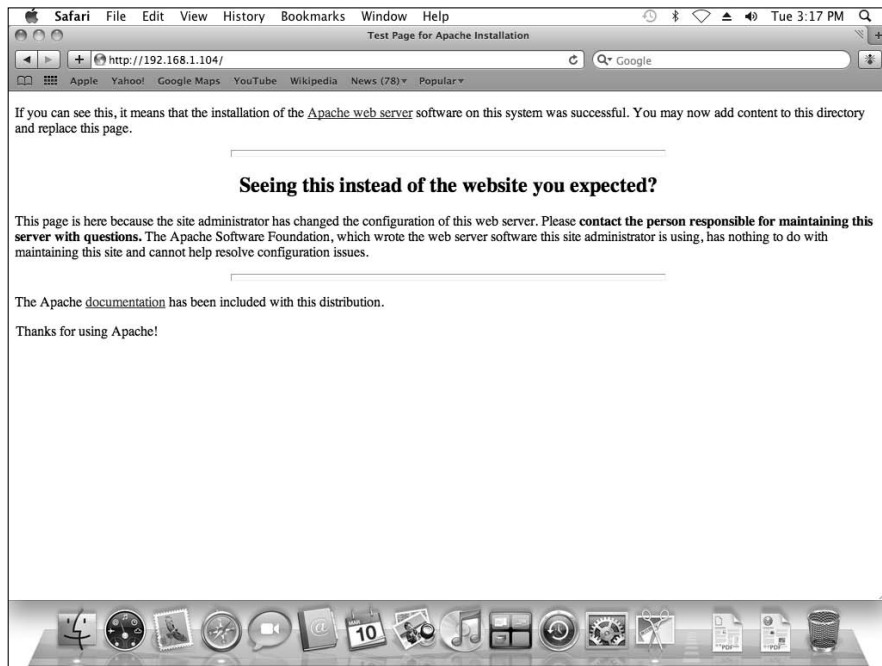 Safari File Edit View History Bookmarks Window Help Tue 3:17 PM
Test Page for Apache Installation
http://192.168.1.104/ Google
Apple Yahoo! Google Maps YouTube Wikipedia News (78) Popular
If you can see this, it means that the installation of the Apache web server software on this system was successful. You may now add content to this directory
and replace this page.
Seeing this instead of the website you expected?
This page is here because the site administrator has changed the configuration of this web server. Please contact the person responsible for maintaining this
server with questions. The Apache Software Foundation, which wrote the web server software this site administrator is using, has nothing to do with
maintaining this site and cannot help resolve configuration issues.
The Apache documentation has been included with this distribution.
Thanks for using Apache!
MAR
10
@
PDF PDF